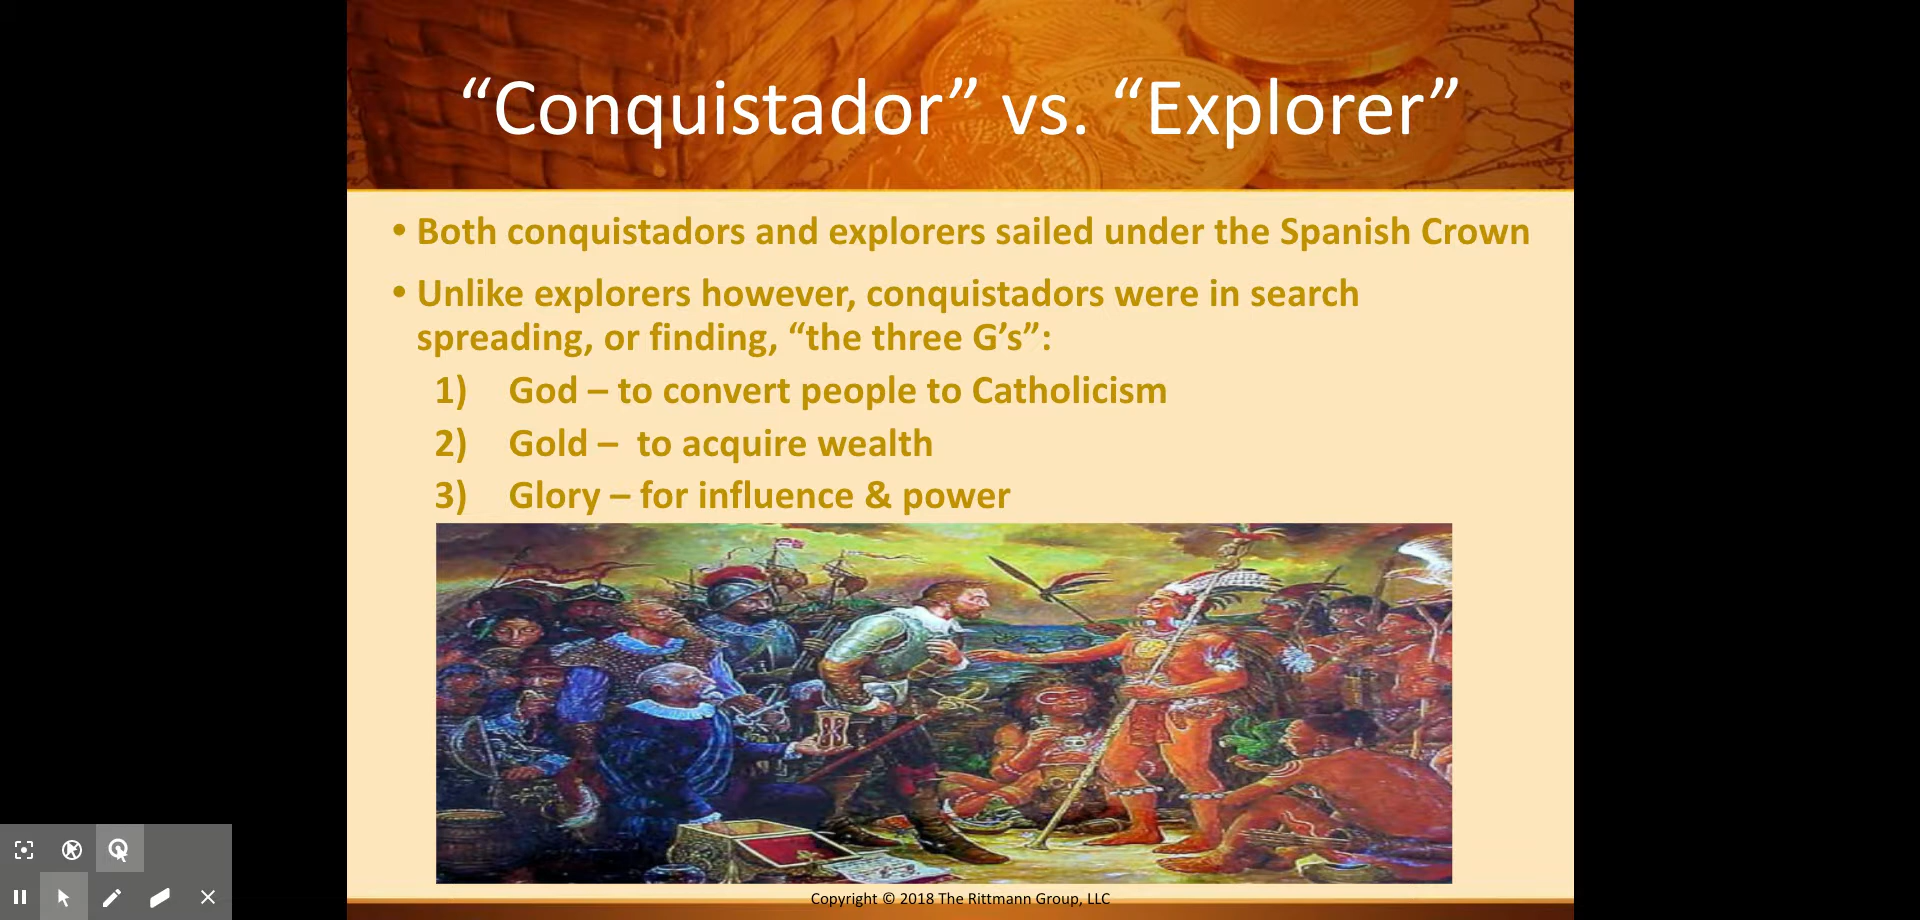 “Conquistador” vs. “Explorer”
• Both conquistadors and explorers sailed under the Spanish Crown
• Unlike explorers however, conquistadors were in search
spreading, or finding, “the three G’s”:
1) God – to convert people to Catholicism
2) Gold – to acquire wealth
3) Glory – for influence & power
Copyright © 2018 The Rittmann Group, LLC